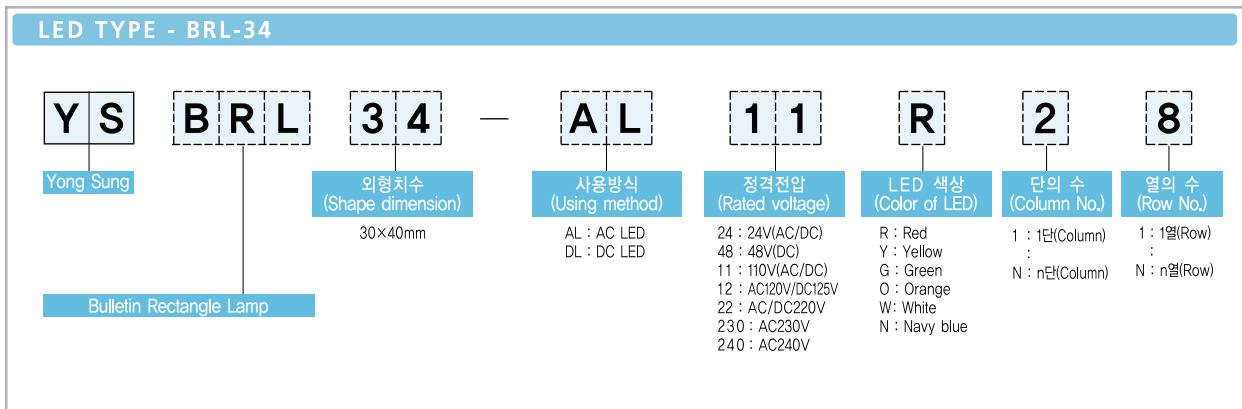 LED TYPE - BRL-34
YS BRL 34 — AL 11 R 2 8
Yong Sung
Bulletin Rectangle Lamp
외형치수
(Shape dimension)
30×40mm
사용방식
(Using method)
AL : AC LED
DL : DC LED
정격전압
(Rated voltage)
24 : 24V(AC/DC)
48 : 48V(DC)
11 : 110V(AC/DC)
12 : AC120V/DC125V
22 : AC/DC220V
230 : AC230V
240 : AC240V
LED 색상
(Color of LED)
R : Red
Y : Yellow
G : Green
O : Orange
W : White
N : Navy blue
단의 수
(Column No.)
1 : 1단(Column)
:
N : n단(Column)
열의 수
(Row No.)
1 : 1열(Row)
:
N : n열(Row)